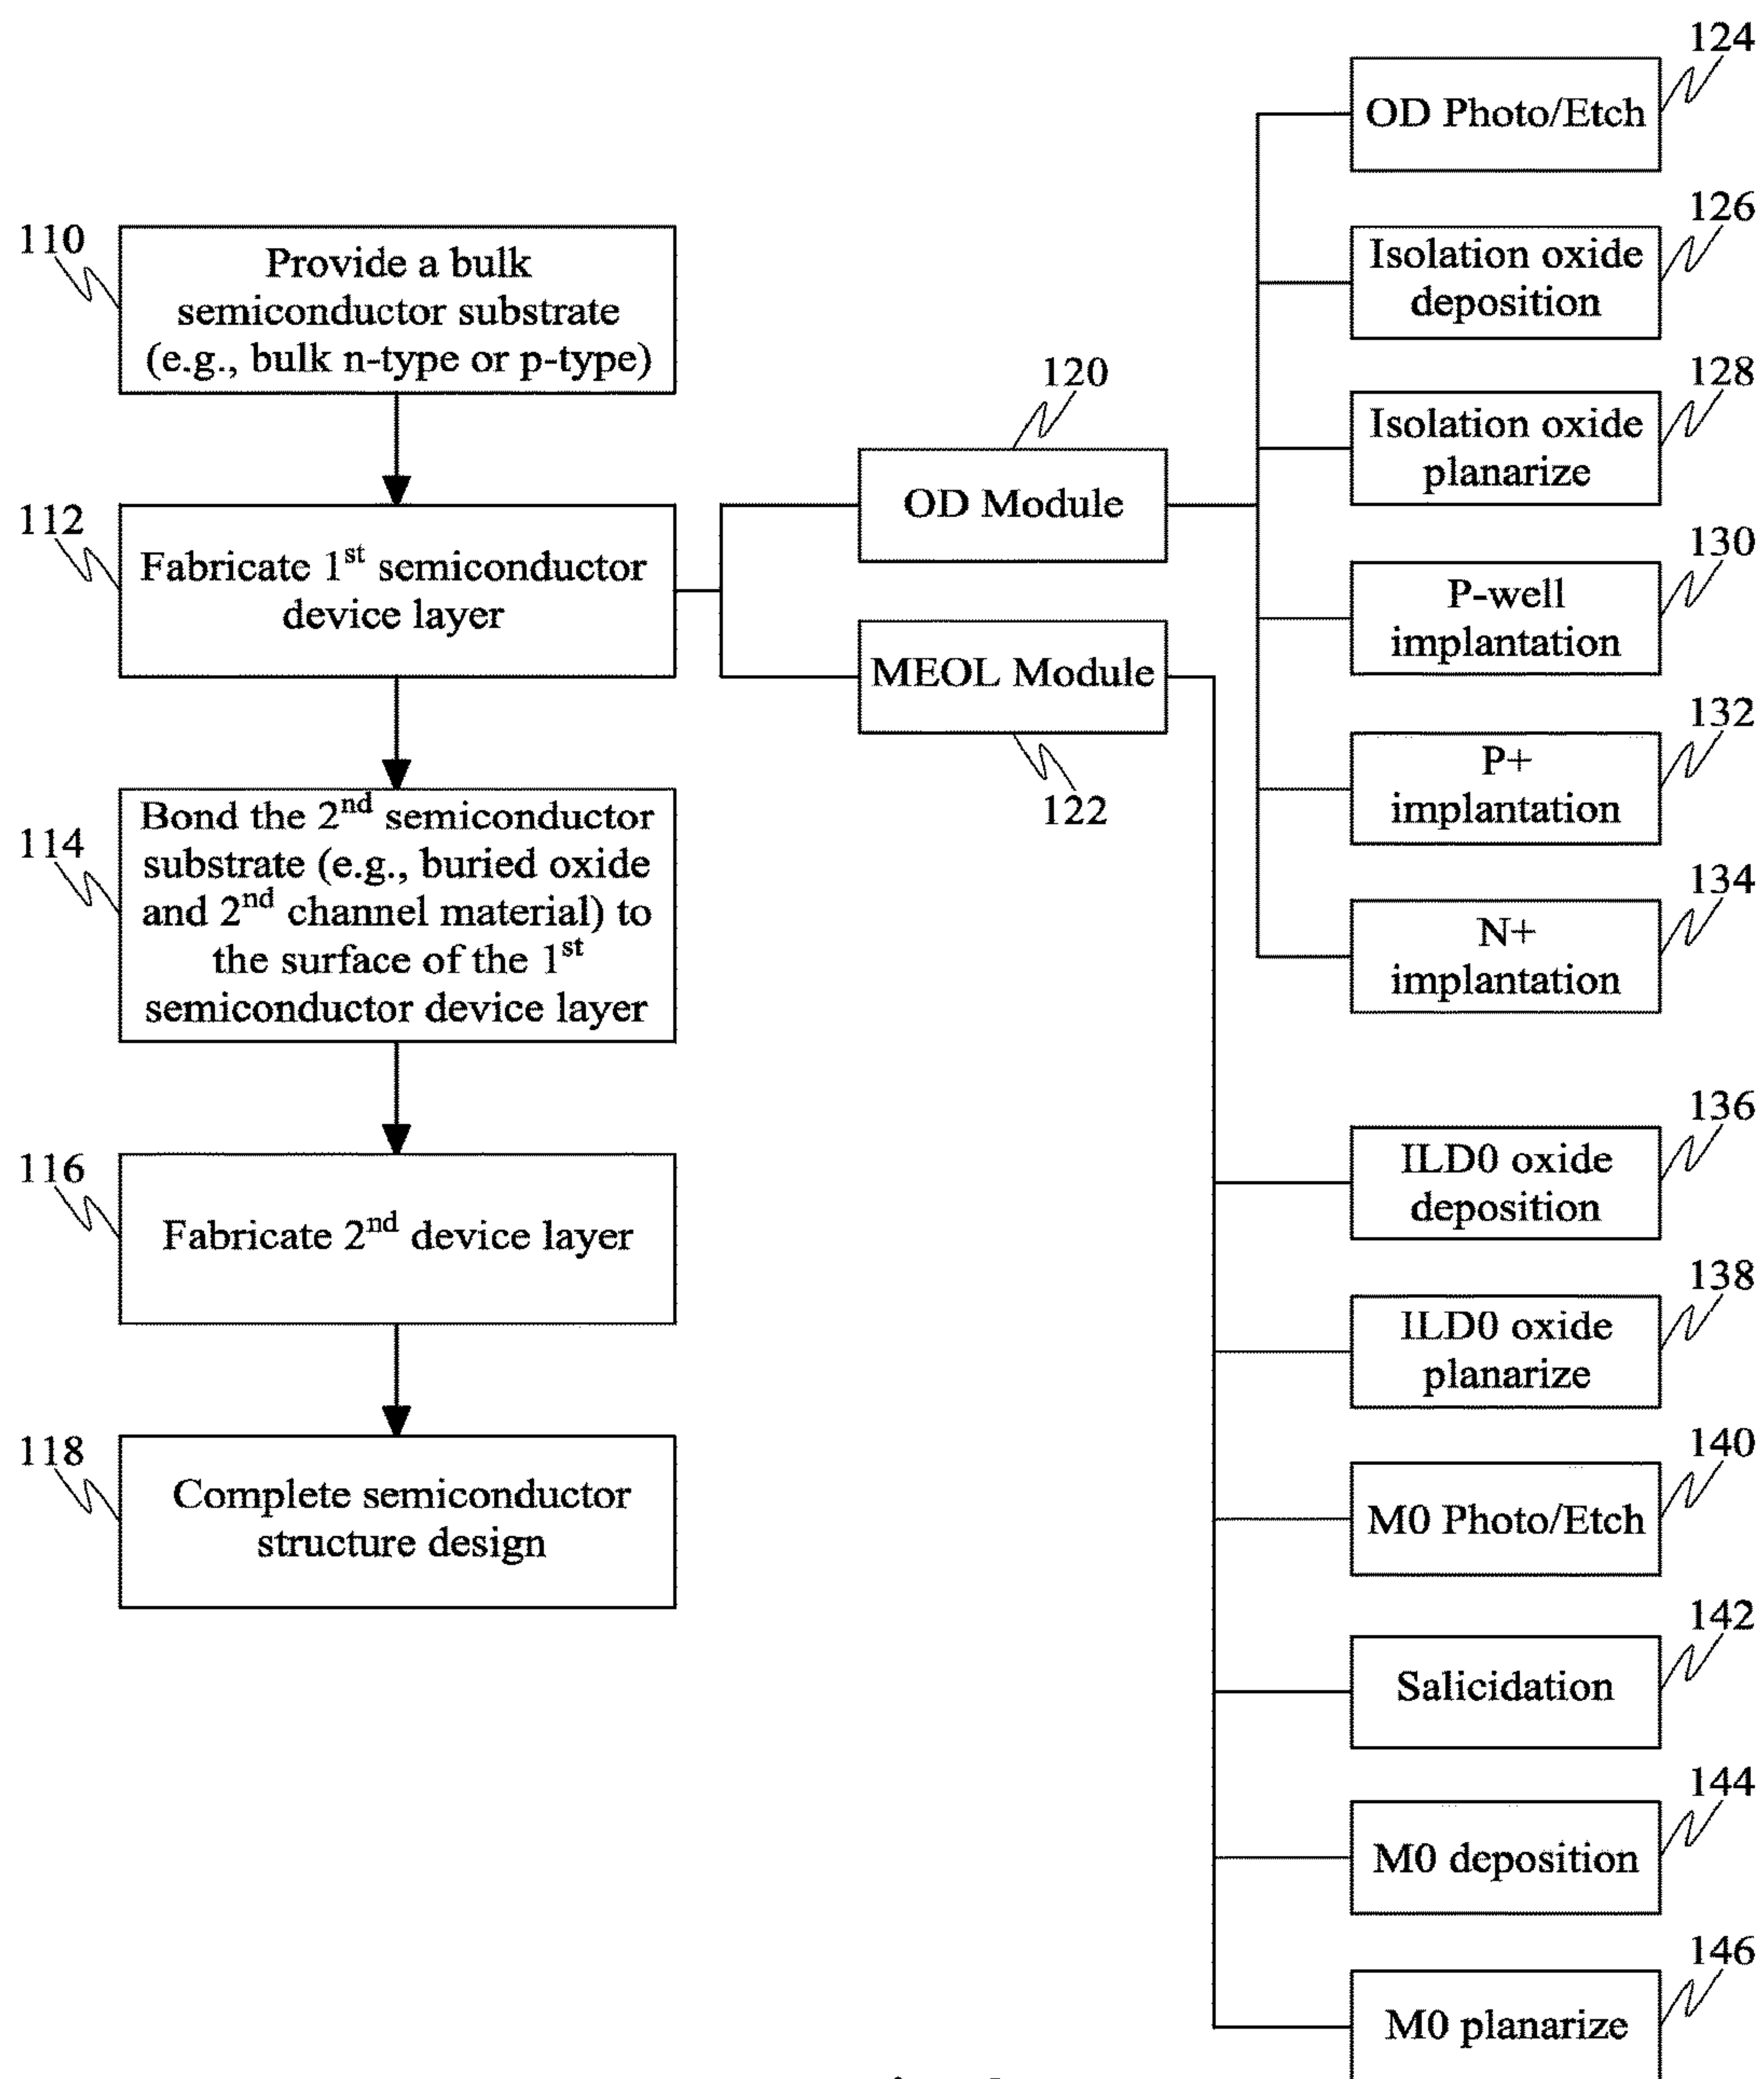 110
Provide a bulk
semiconductor substrate
(e.g., bulk n-type or p-type)
112
Fabricate 1st semiconductor
device layer
114
Bond the 2nd semiconductor
substrate (e.g., buried oxide
and 2nd channel material) to
the surface of the 1st
semiconductor device layer
116
Fabricate 2nd device layer
118
Complete semiconductor
structure design
120
OD Module
MEOL Module
122
124
OD Photo/Etch
126
Isolation oxide
deposition
128
Isolation oxide
planarize
130
P-well
implantation
132
P+
implantation
134
N+
implantation
136
ILD0 oxide
deposition
138
ILD0 oxide
planarize
140
M0 Photo/Etch
142
Salicidation
144
M0 deposition
146
M0 planarize